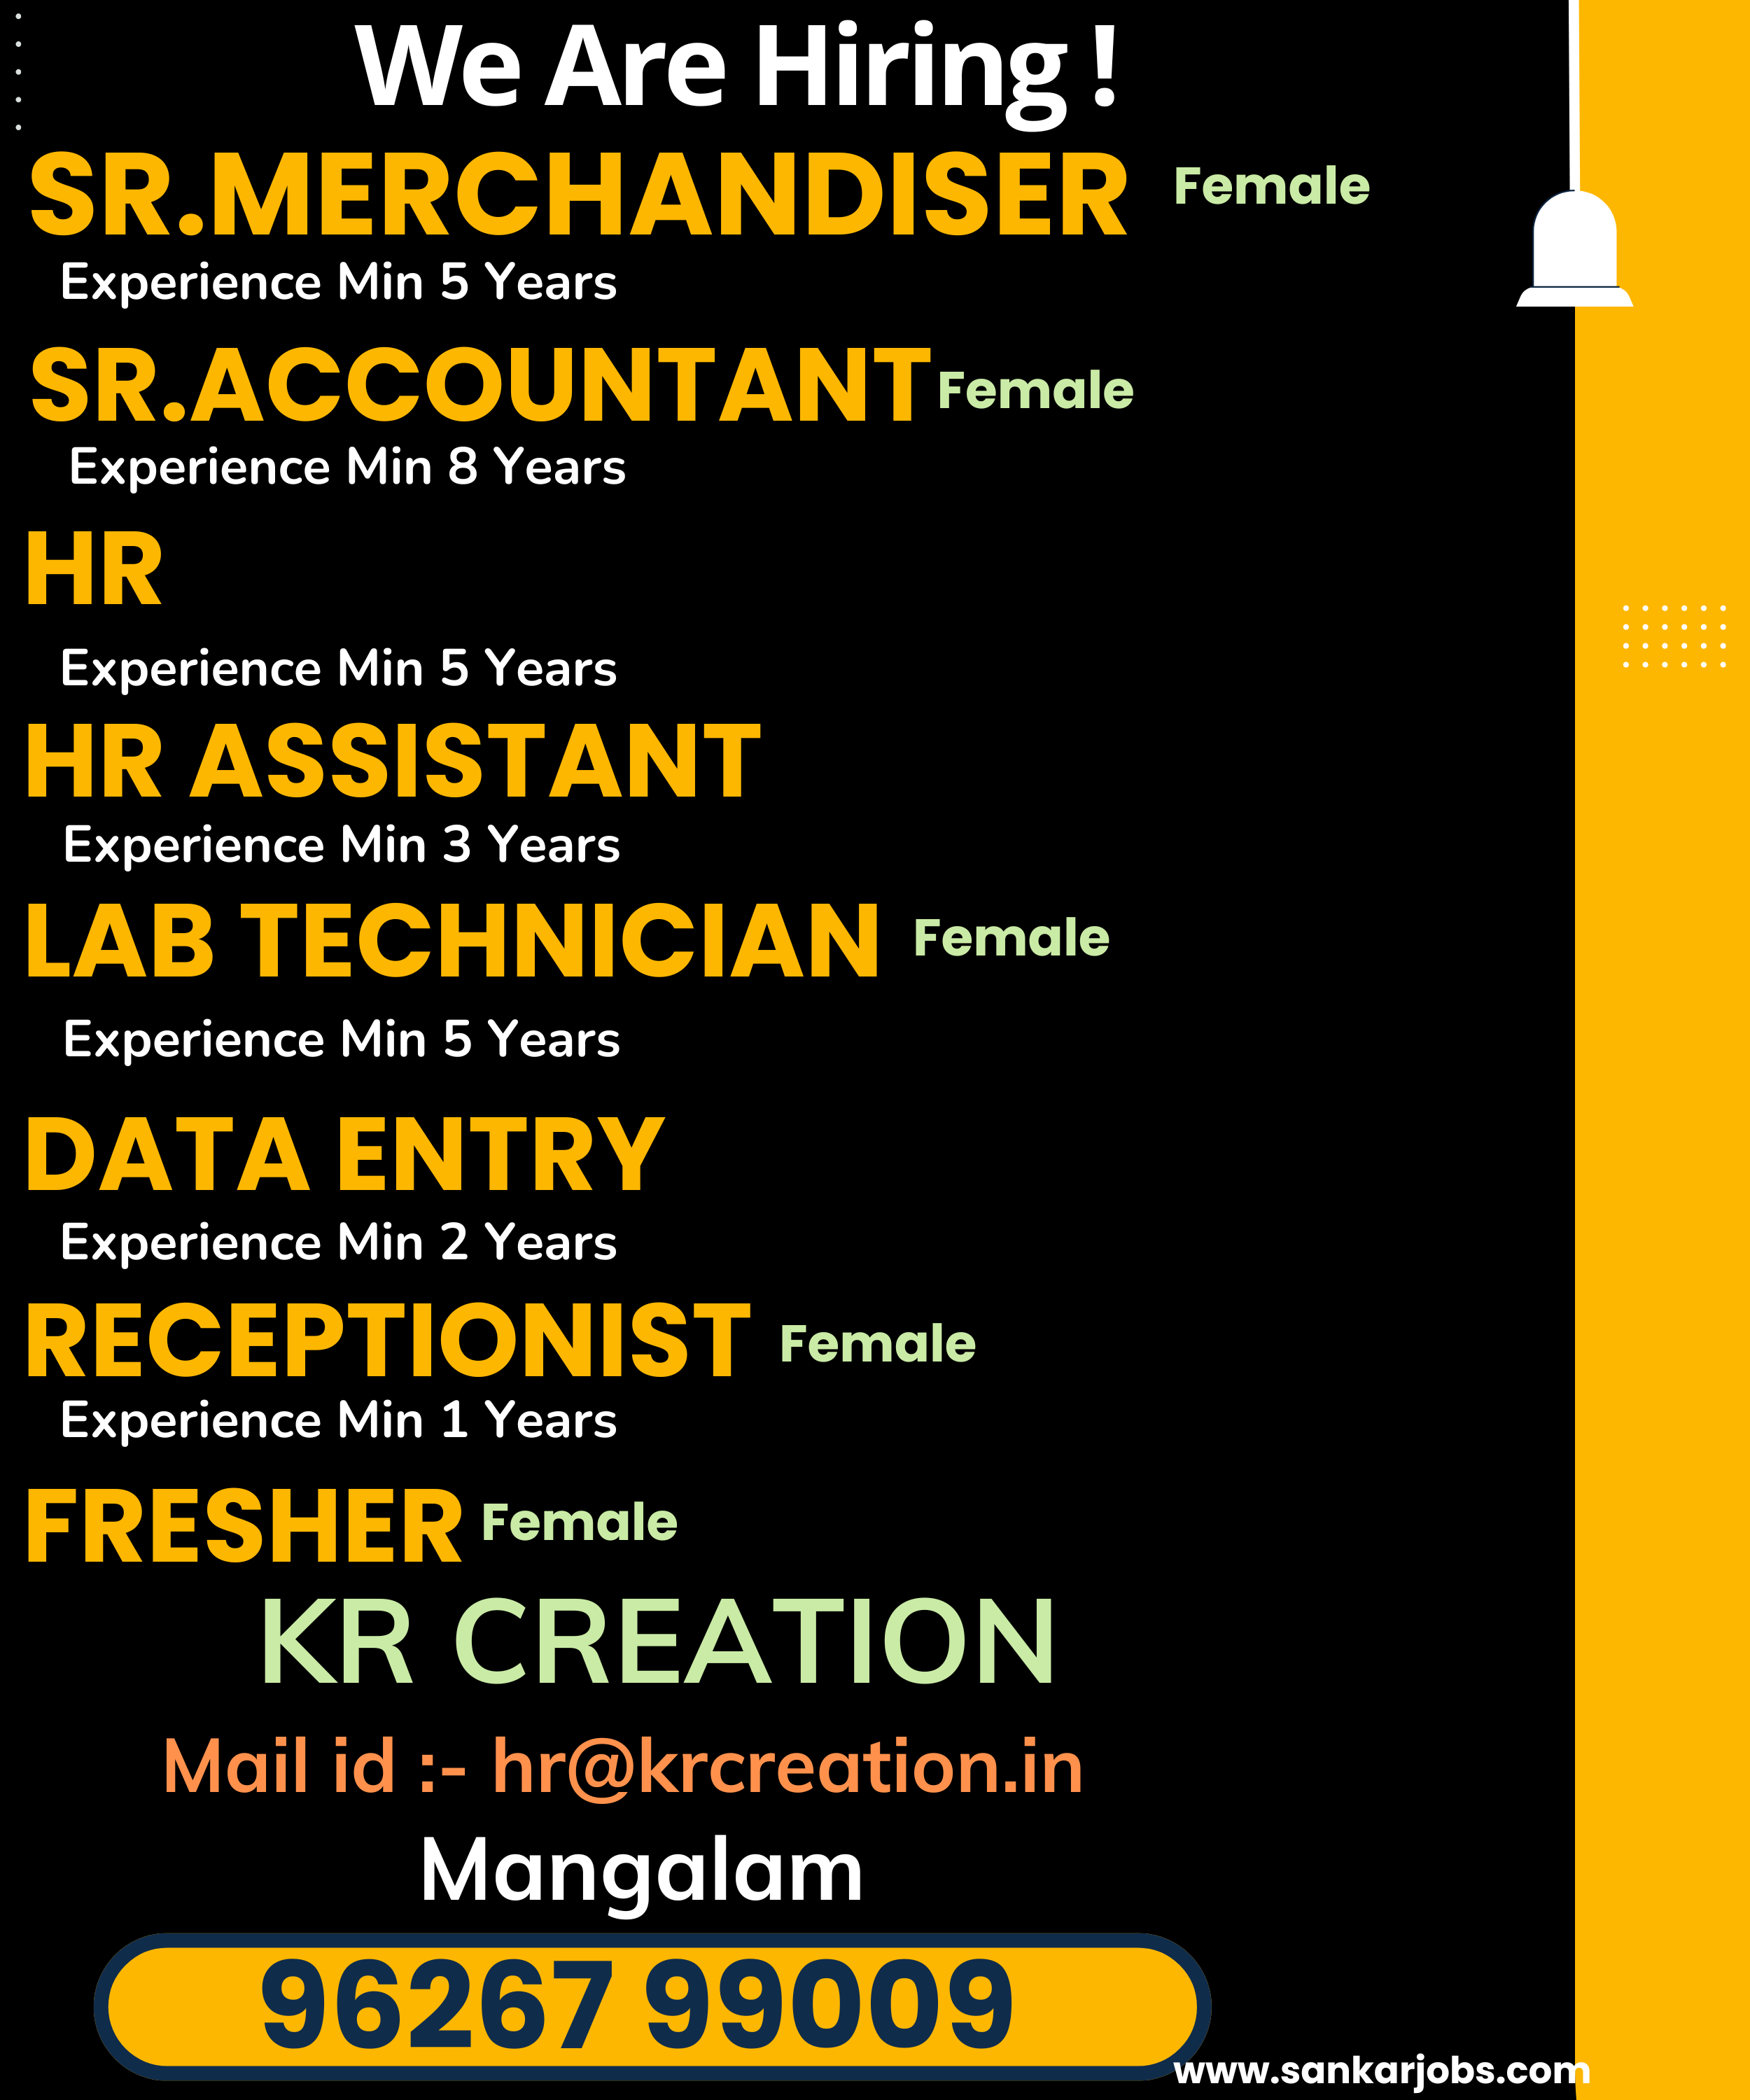 We Are Hiring !
SR.MERCHANDISER Female
Experience Min 5 Years
SR.ACCOUNTANT Female
Experience Min 8 Years
HR
Experience Min 5 Years
HR ASSISTANT
Experience Min 3 Years
LAB TECHNICIAN Female
Experience Min 5 Years
DATA ENTRY
Experience Min 2 Years
RECEPTIONIST Female
Experience Min 1 Years
FRESHER Female
KR CREATION
Mail id :- hr@krcreation.in
Mangalam
96267 99009
www.sankarjobs.com